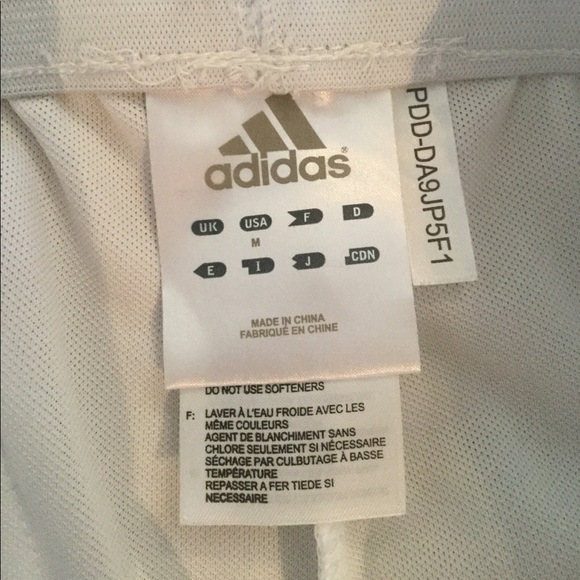 adidas®
UK USA F D
M
E I J CDN
MADE IN CHINA
FABRIQUÉ EN CHINE
PDD-DA9JP5F1
DO NOT USE SOFTENERS
F: LAVER À L'EAU FROIDE AVEC LES
MÊME COULEURS
AGENT DE BLANCHIMENT SANS
CHLORE SEULEMENT SI NÉCESSAIRE
SÉCHAGE PAR CULBUTAGE À BASSE
TEMPÉRATURE
REPASSER A FER TIEDE SI
NECESSAIRE